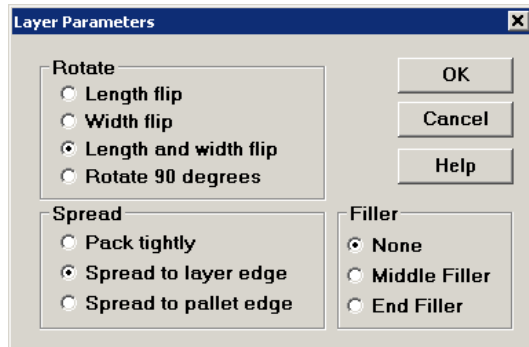 Layer Parameters
Rotate
Length flip
Width flip
Length and width flip
Rotate 90 degrees
OK
Cancel
Help
Spread
Pack tightly
Spread to layer edge
Spread to pallet edge
Filler
None
Middle Filler
End Filler